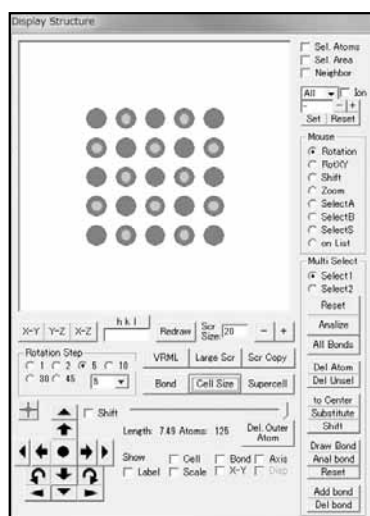 Display Structure
Sel. Atoms
Sel. Area
Neighbor
All Ion
- - +
Set Reset
Mouse
Rotation
RotXY
Shift
Zoom
SelectA
SelectB
SelectS
on List
Multi Select
Select1
Select2
Reset
Analize
All Bonds
Del Atom
Del Unsel
to Center
Substitute
Shift
Draw Bond
Anal bond
Reset
Add bond
Del bond
X-Y Y-Z X-Z
h k l
Redraw
Scr
Size: 20 - +
Rotation Step
1 2 5 10
30 45 5
VRML Large Scr Scr Copy
Bond Cell Size Supercell
Shift
Length: 7.49 Atoms: 125
Del. Outer
Atom
Show Cell Bond Axis
Label Scale X-Y Disp